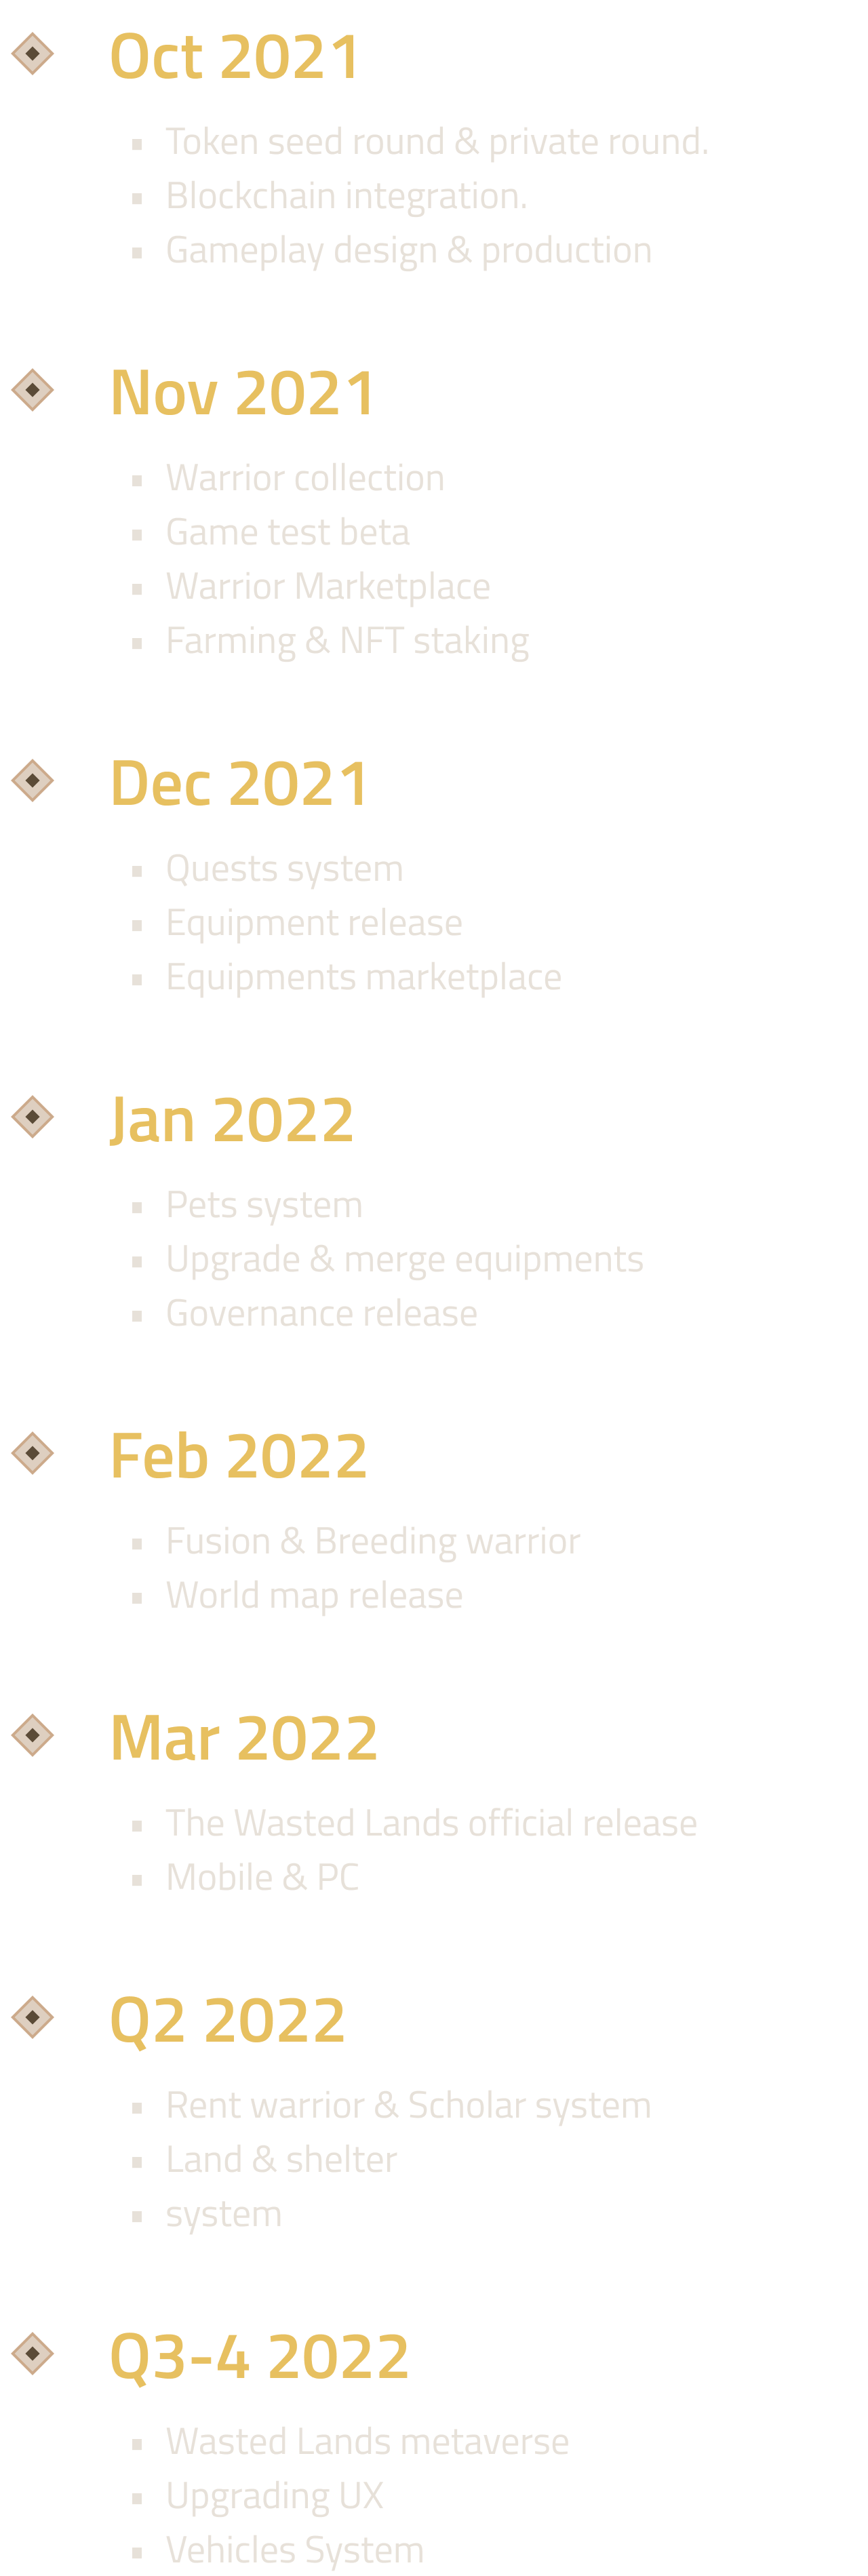 Oct 2021
Token seed round & private round.
Blockchain integration.
Gameplay design & production
Nov 2021
Warrior collection
Game test beta
Warrior Marketplace
Farming & NFT staking
Dec 2021
Quests system
Equipment release
Equipments marketplace
Jan 2022
Pets system
Upgrade & merge equipments
Governance release
Feb 2022
Fusion & Breeding warrior
World map release
Mar 2022
The Wasted Lands official release
Mobile & PC
Q2 2022
Rent warrior & Scholar system
Land & shelter
system
Q3-4 2022
Wasted Lands metaverse
Upgrading UX
Vehicles System